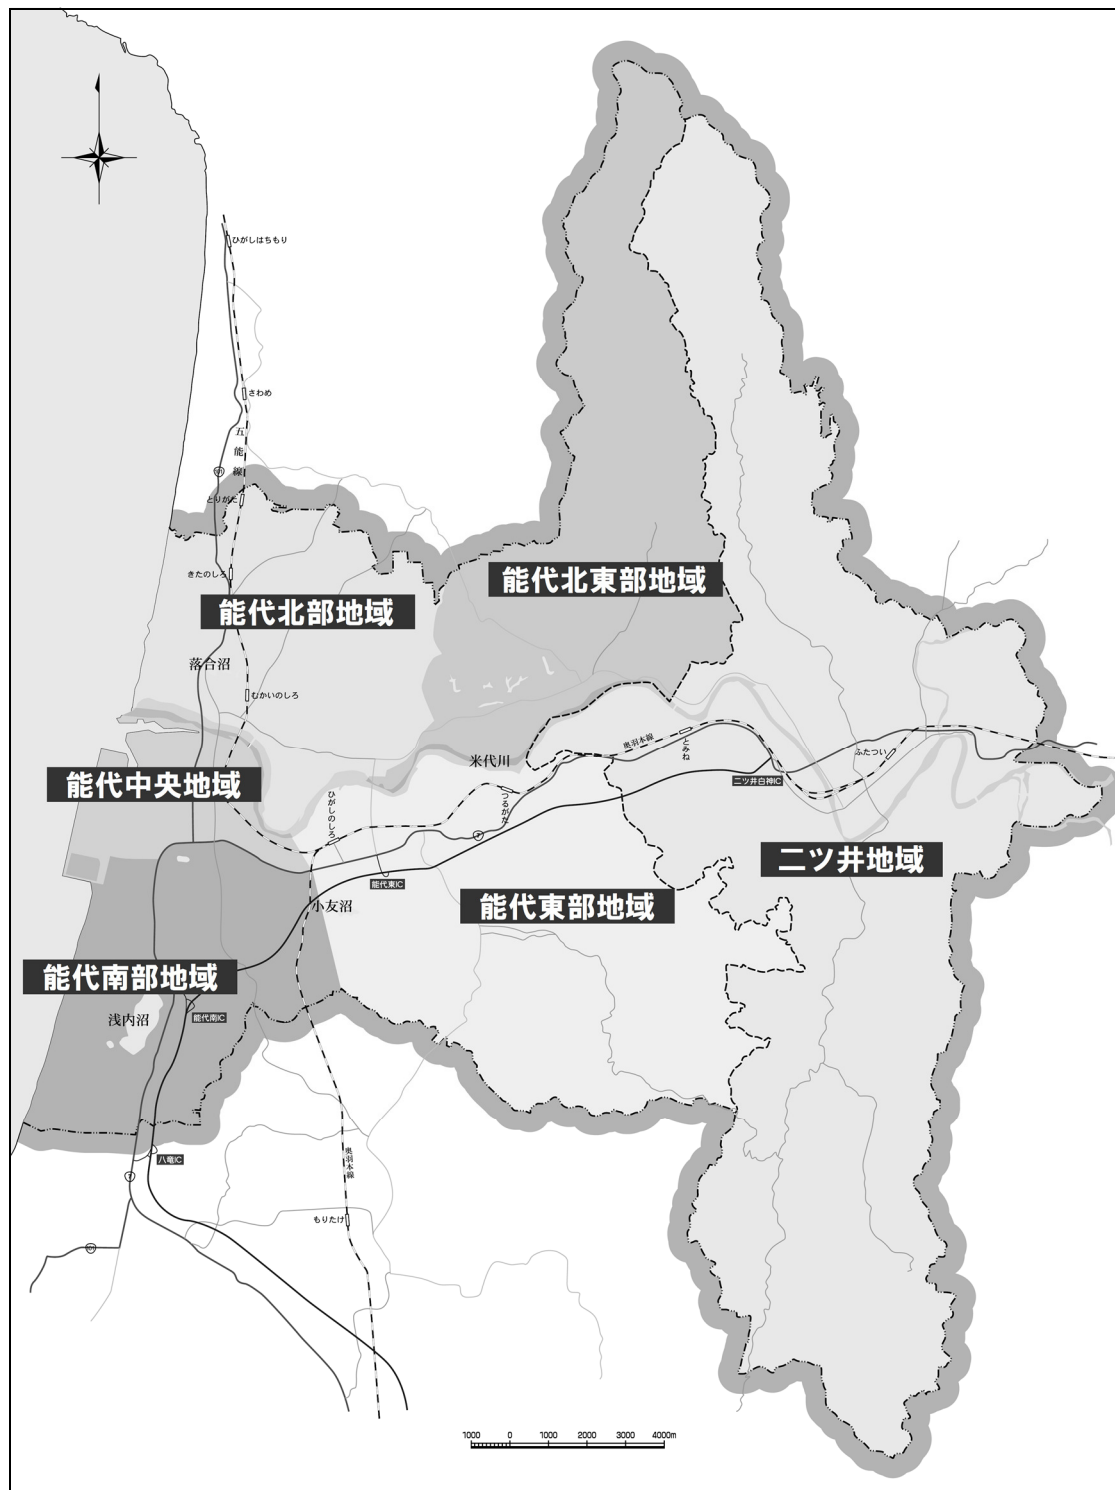 ひがしはちもり
さわめ
五能線
101
とりがた
きたのしろ
能代北部地域
能代北東部地域
落合沼
むかいのしろ
米代川
奥羽本線
とみね
ふたつい
二ツ井白神IC
能代中央地域
ひがしのしろ
つるがた
7
能代東IC
二ツ井地域
小友沼
能代東部地域
能代南部地域
浅内沼
能代南IC
八竜IC
7
奥羽本線
もりたけ
101
1000 0 1000 2000 3000 4000m